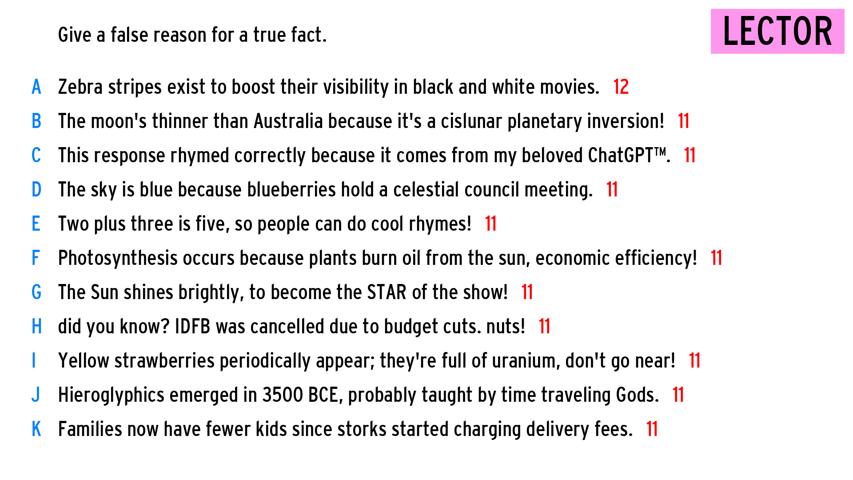 Give a false reason for a true fact.
LECTOR
A Zebra stripes exist to boost their visibility in black and white movies. 12
B The moon's thinner than Australia because it's a cislunar planetary inversion! 11
C This response rhymed correctly because it comes from my beloved ChatGPT™. 11
D The sky is blue because blueberries hold a celestial council meeting. 11
E Two plus three is five, so people can do cool rhymes! 11
F Photosynthesis occurs because plants burn oil from the sun, economic efficiency! 11
G The Sun shines brightly, to become the STAR of the show! 11
H did you know? IDFB was cancelled due to budget cuts. nuts! 11
I Yellow strawberries periodically appear; they're full of uranium, don't go near! 11
J Hieroglyphics emerged in 3500 BCE, probably taught by time traveling Gods. 11
K Families now have fewer kids since storks started charging delivery fees. 11